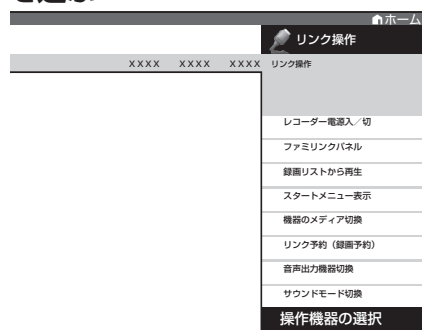 ホーム
リンク操作
XXXX XXXX XXXX リンク操作
レコーダー電源入／切
ファミリンクパネル
録画リストから再生
スタートメニュー表示
機器のメディア切換
リンク予約（録画予約）
音声出力機器切換
サウンドモード切換
操作機器の選択